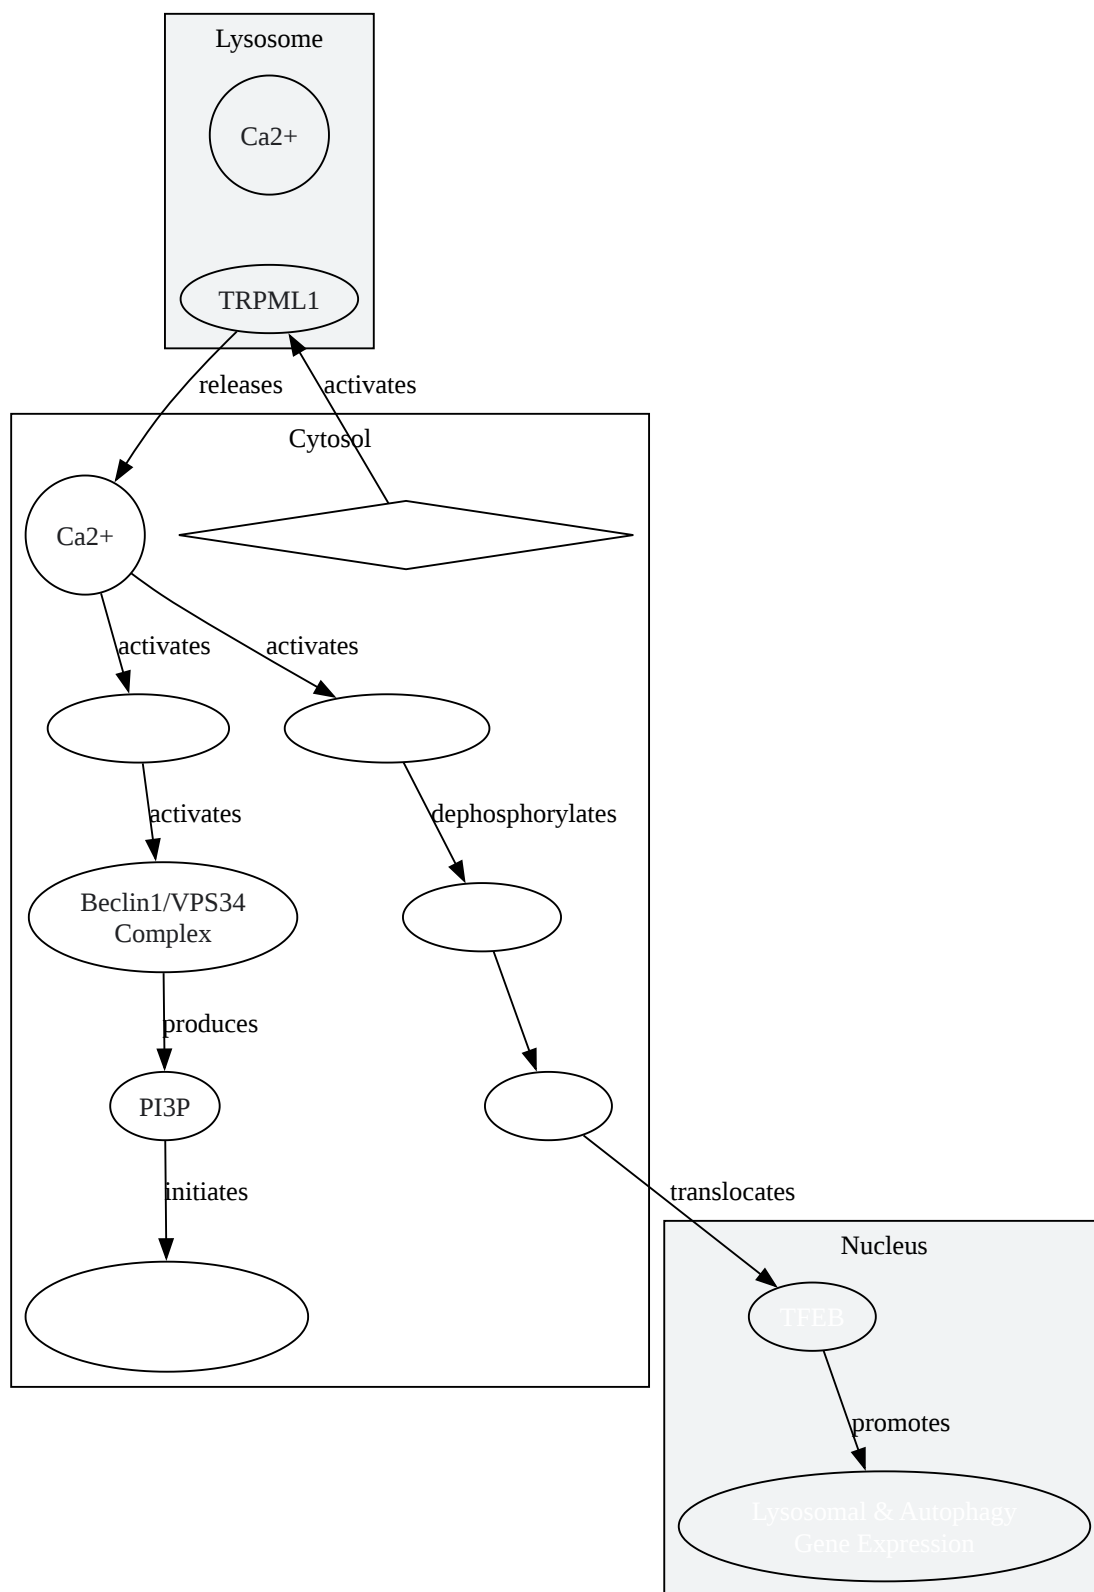 Lysosome
Ca2+
TRPML1
releases
activates
Cytosol
Ca2+
activates
activates
activates
dephosphorylates
Beclin1/VPS34
Complex
produces
PI3P
initiates
translocates
Nucleus
TFEB
promotes
Lysosomal & Autophagy
Gene Expression